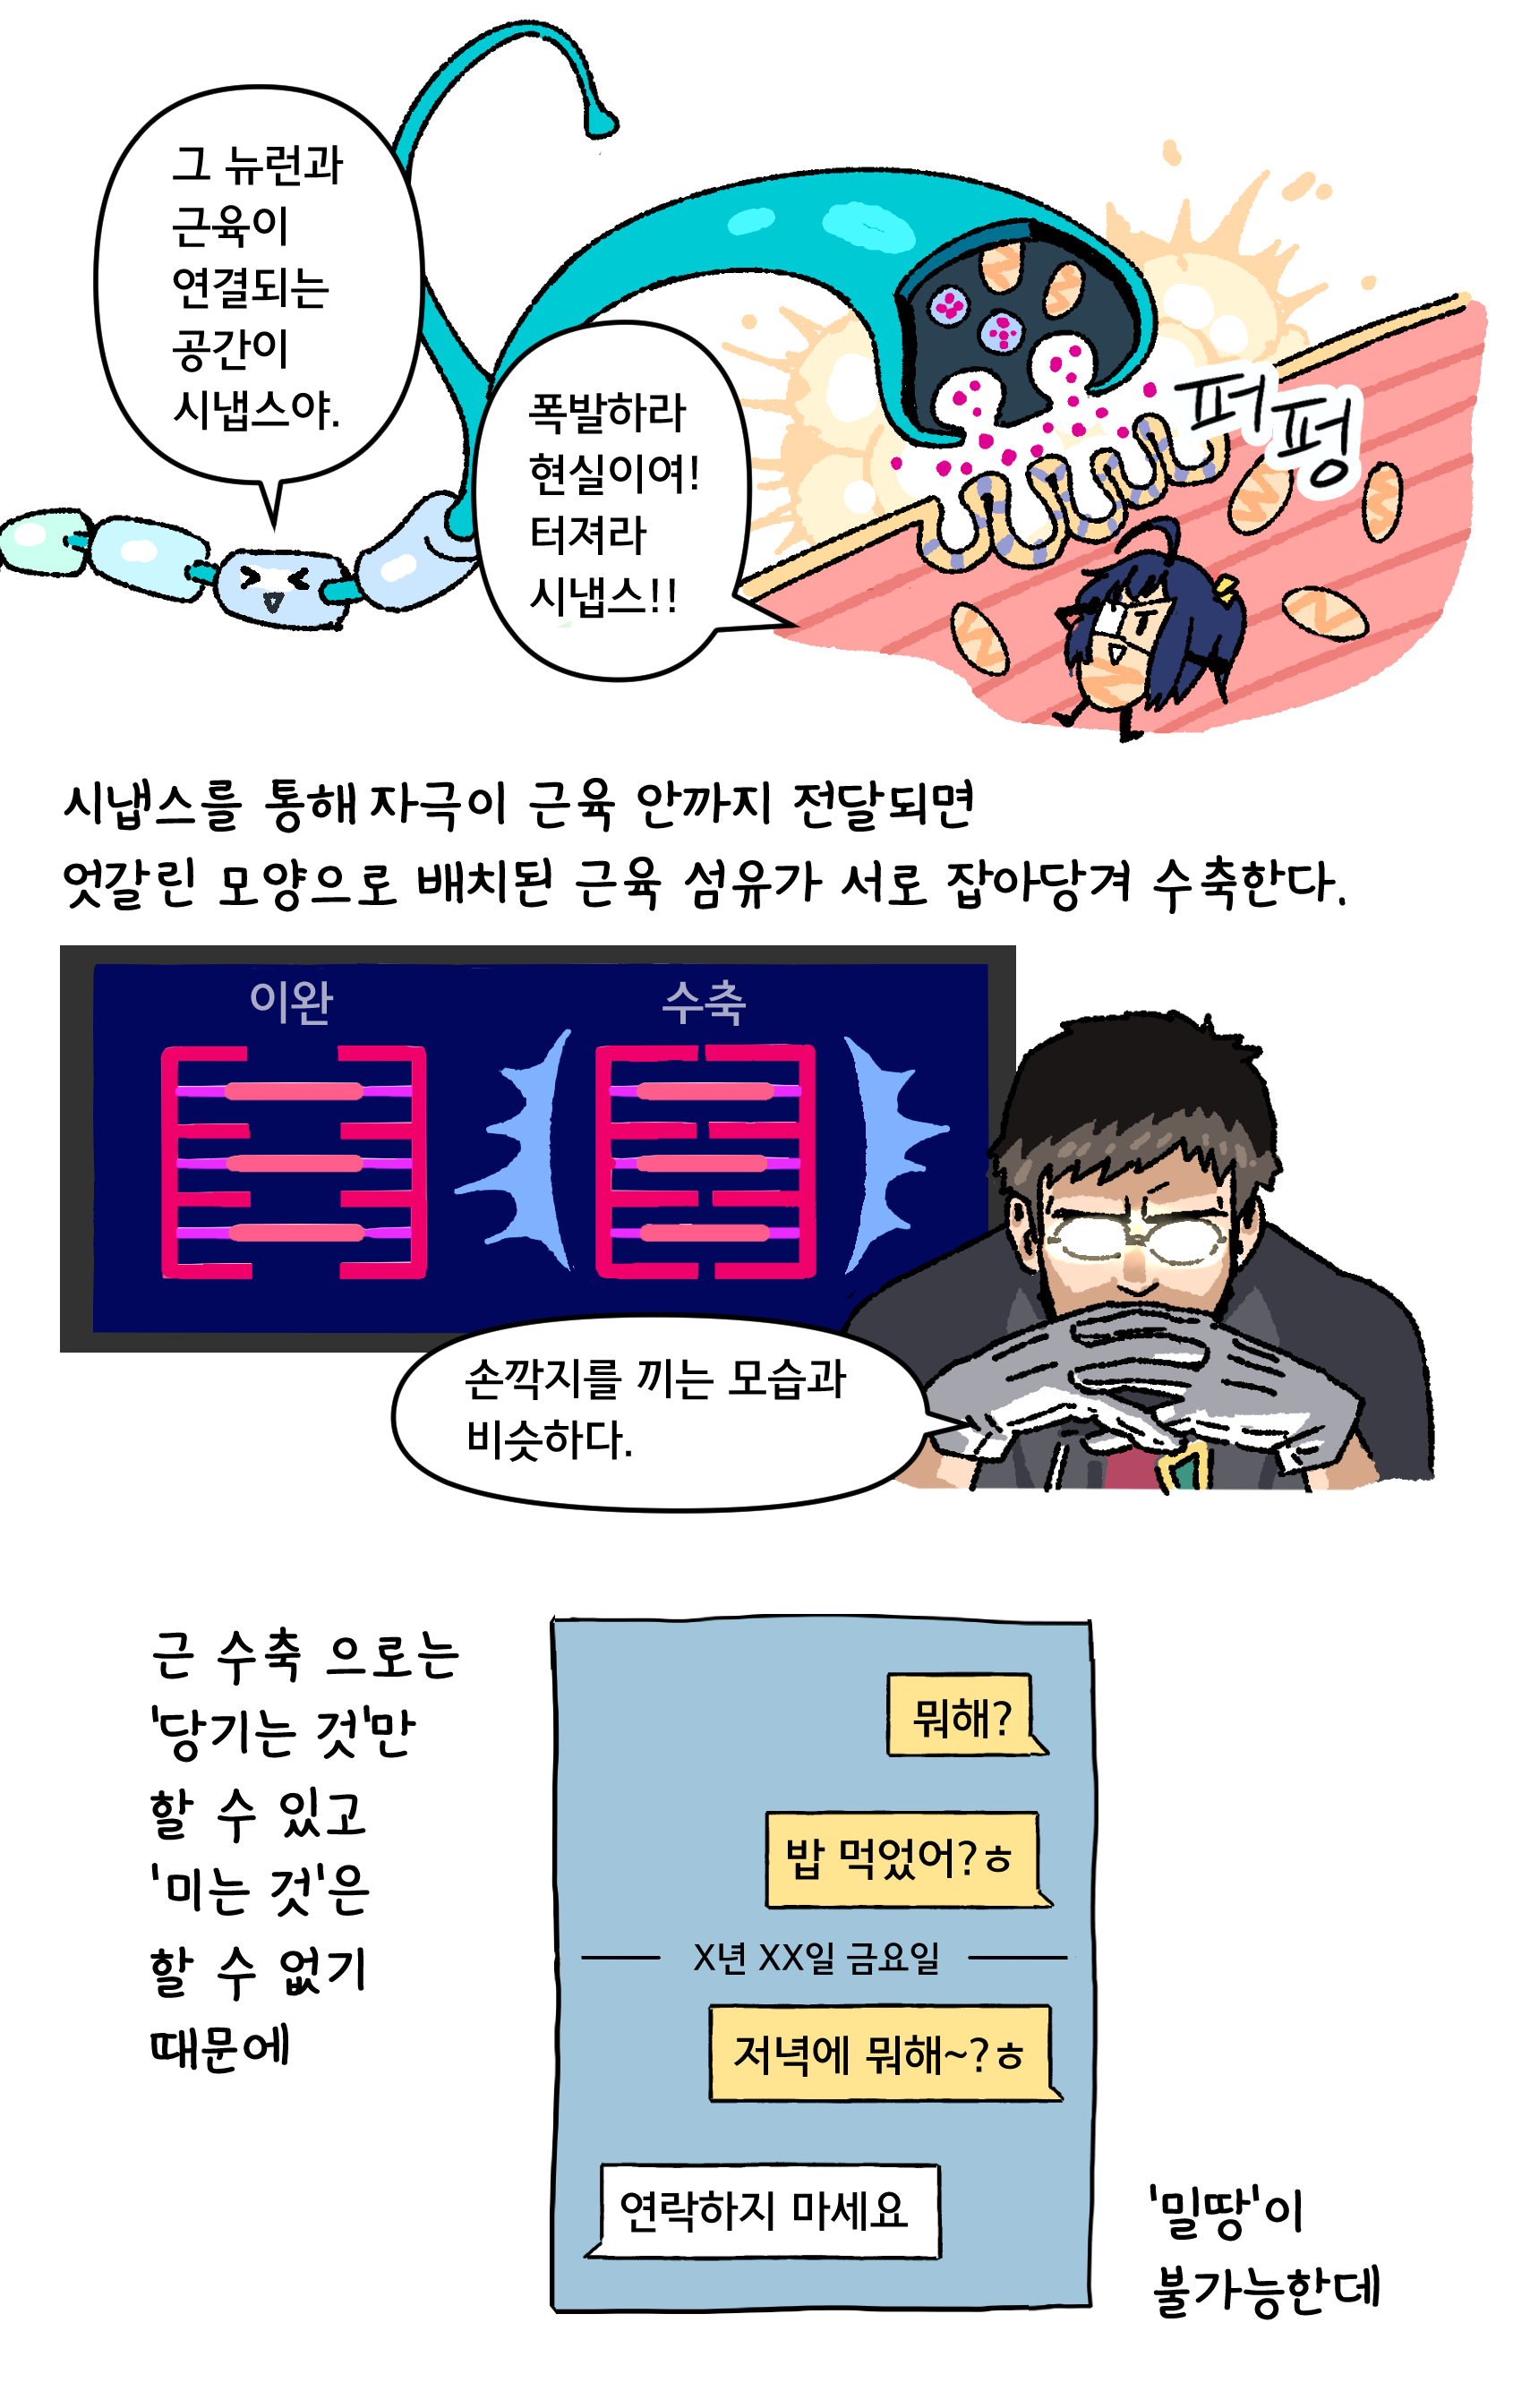 그 뉴런과
근육이
연결되는
공간이
시냅스야.
폭발하라
현실이여!
터져라
시냅스!!
퍼펑
시냅스를 통해 자극이 근육 안까지 전달되면
엇갈린 모양으로 배치된 근육 섬유가 서로 잡아당겨 수축한다.
이완
수축
손깍지를 끼는 모습과
비슷하다.
근 수축 으로는
'당기는 것'만
할 수 있고
'미는 것'은
할 수 없기
때문에
뭐해?
밥 먹었어?ㅎ
X년 XX일 금요일
저녁에 뭐해~?ㅎ
연락하지 마세요
'밀땅'이
불가능한데